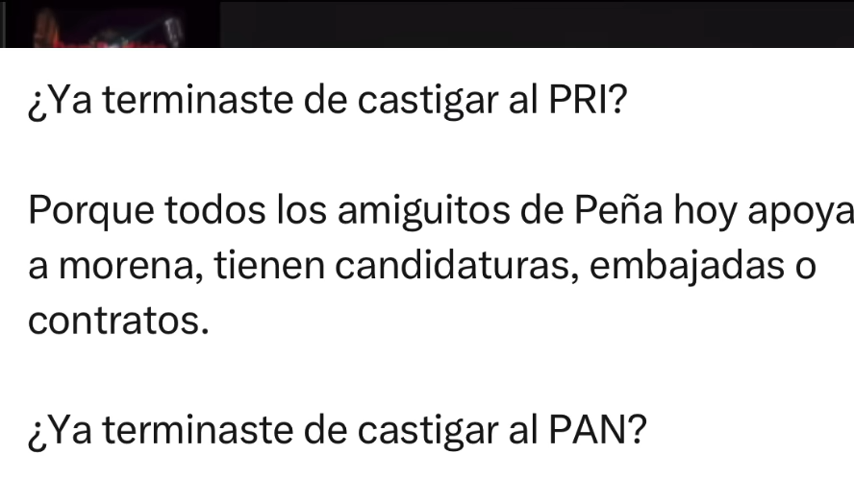 ¿Ya terminaste de castigar al PRI?
Porque todos los amiguitos de Peña hoy apoya
a morena, tienen candidaturas, embajadas o
contratos.
¿Ya terminaste de castigar al PAN?